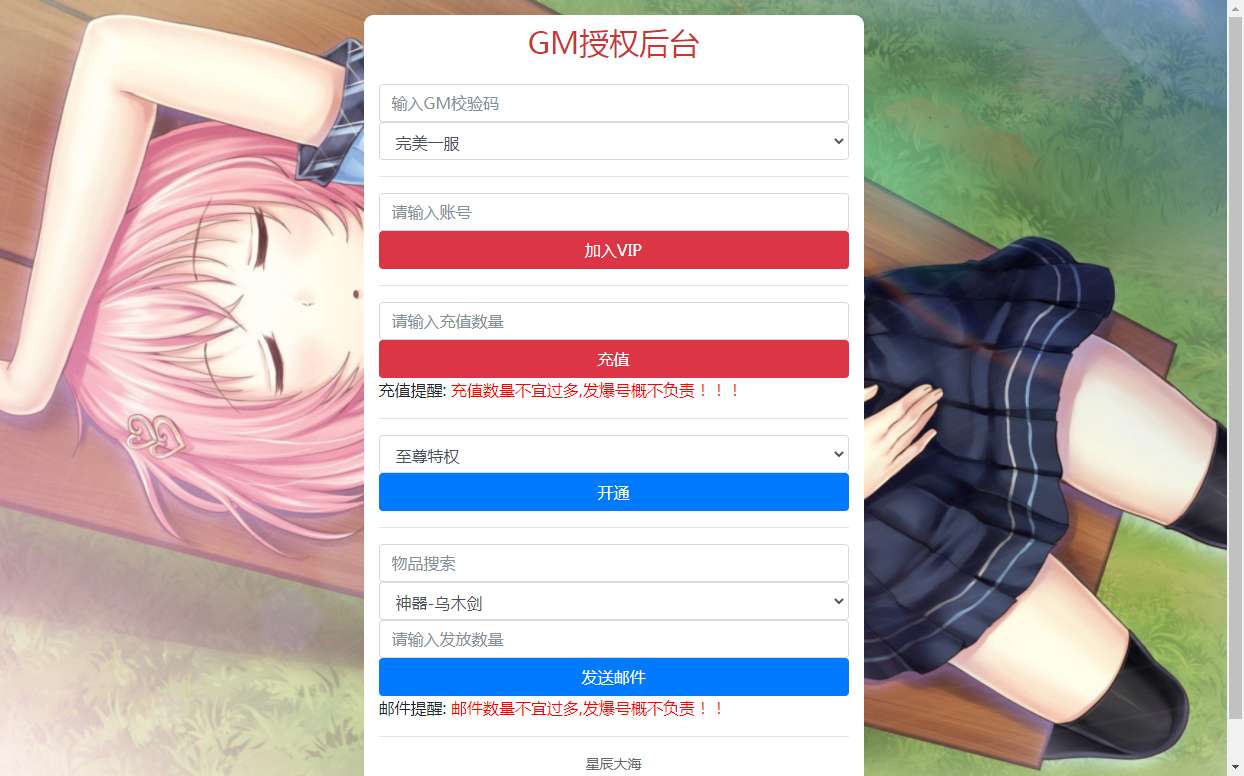 GM授权后台
输入GM校验码
完美一服
请输入账号
加入VIP
请输入充值数量
充值
充值提醒: 充值数量不宜过多,发爆号概不负责！！！
至尊特权
开通
物品搜索
神器-乌木剑
请输入发放数量
发送邮件
邮件提醒: 邮件数量不宜过多,发爆号概不负责！！
星辰大海